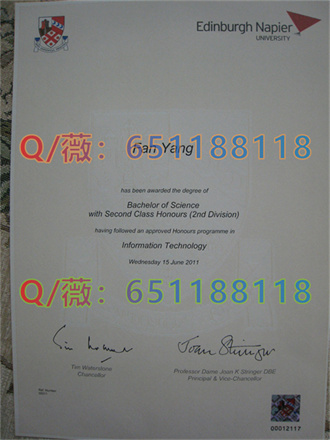 Edinburgh Napier
UNIVERSITY
Fan Yang
Q/薇：651188118
has been awarded the degree of
Bachelor of Science
with Second Class Honours (2nd Division)
having followed an approved Honours programme in
Information Technology
Wednesday 15 June 2011
Q/薇：651188118
Tim Waterstone
Chancellor
Professor Dame Joan K Stringer DBE
Principal & Vice-Chancellor
00012117